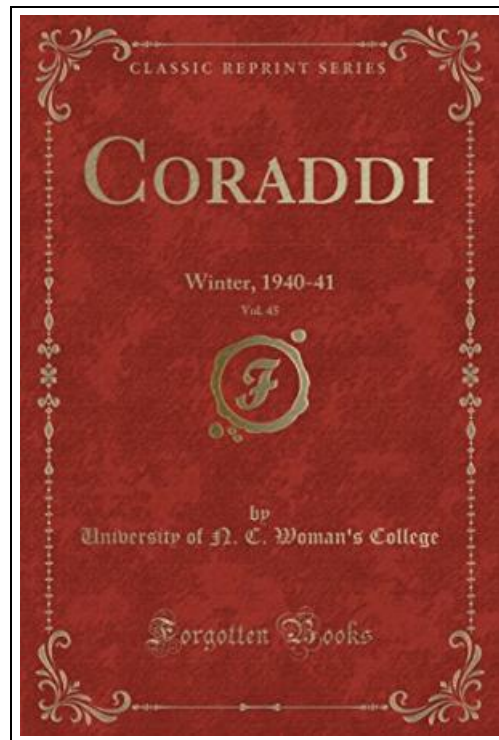 CLASSIC REPRINT SERIES
CORADDI
Winter, 1940-41
Vol. 45
F
by
University of N. C. Woman's College
Forgotten Books